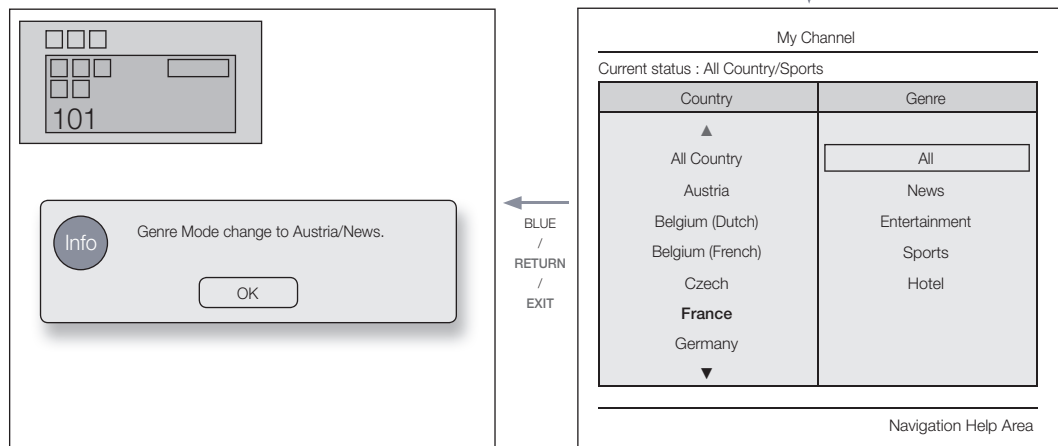 101
Info
Genre Mode change to Austria/News.
OK
BLUE
/
RETURN
/
EXIT
My Channel
Current status : All Country/Sports
Country
Genre
▲
All Country
All
Austria
News
Belgium (Dutch)
Entertainment
Belgium (French)
Sports
Czech
Hotel
France
Germany
▼
Navigation Help Area